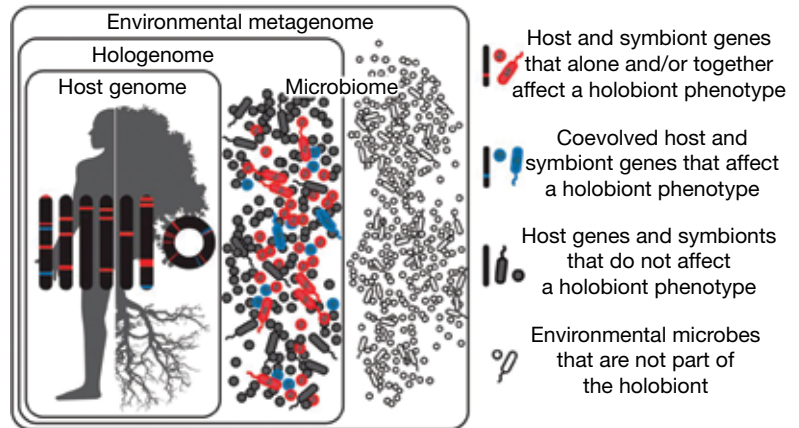 Environmental metagenome
Hologenome
Host genome
Microbiome
Host and symbiont genes
that alone and/or together
affect a holobiont phenotype
Coevolved host and
symbiont genes that affect
a holobiont phenotype
Host genes and symbionts
that do not affect
a holobiont phenotype
Environmental microbes
that are not part of
the holobiont